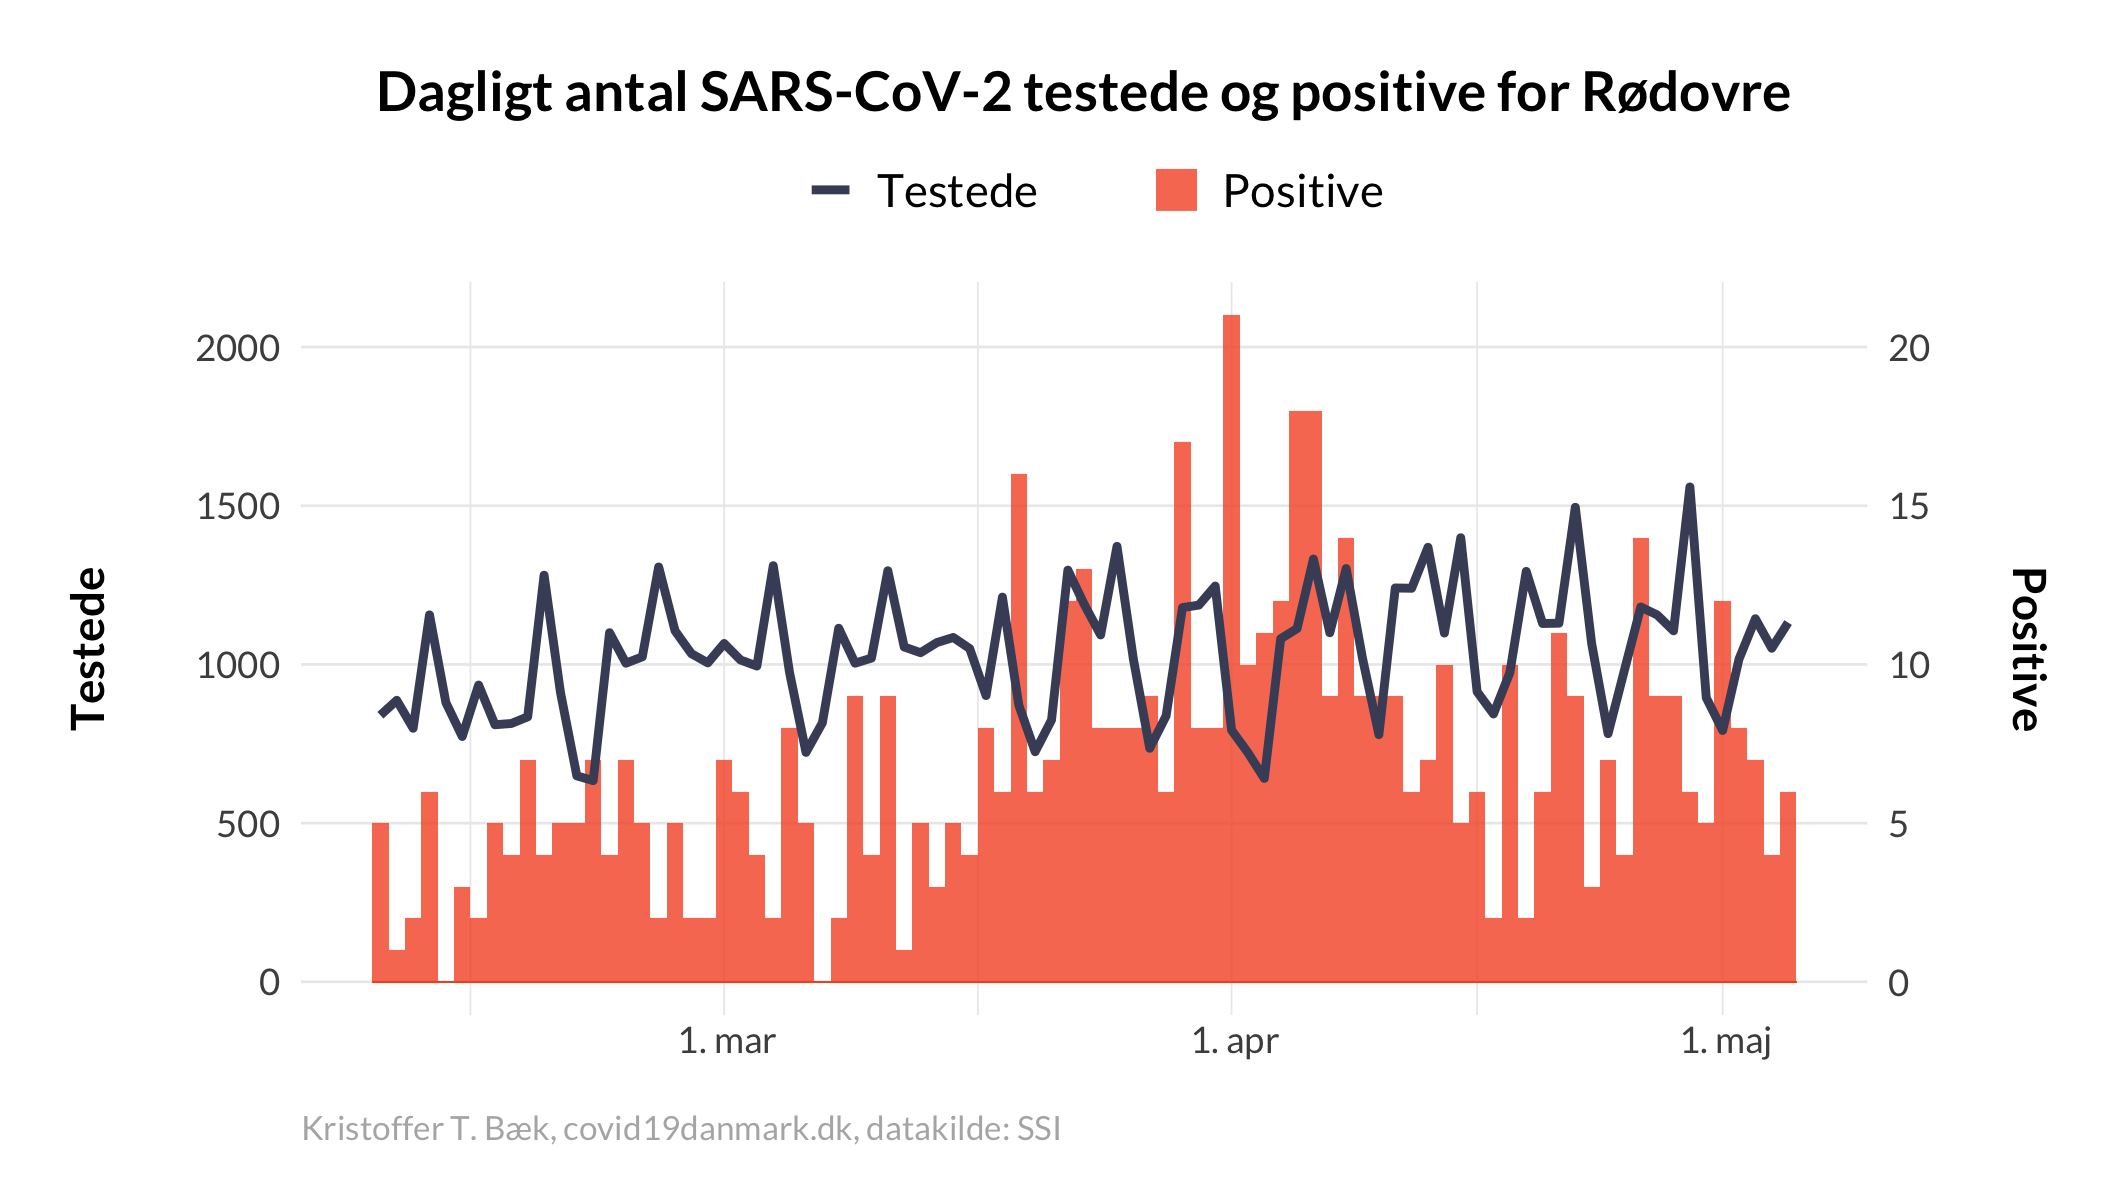 Dagligt antal SARS-CoV-2 testede og positive for Rødovre
Testede Positive
2000 20
1500 15
1000 10
500 5
0 0
Testede
Positive
1. mar 1. apr 1. maj
Kristoffer T. Bæk, covid19danmark.dk, datakilde: SSI